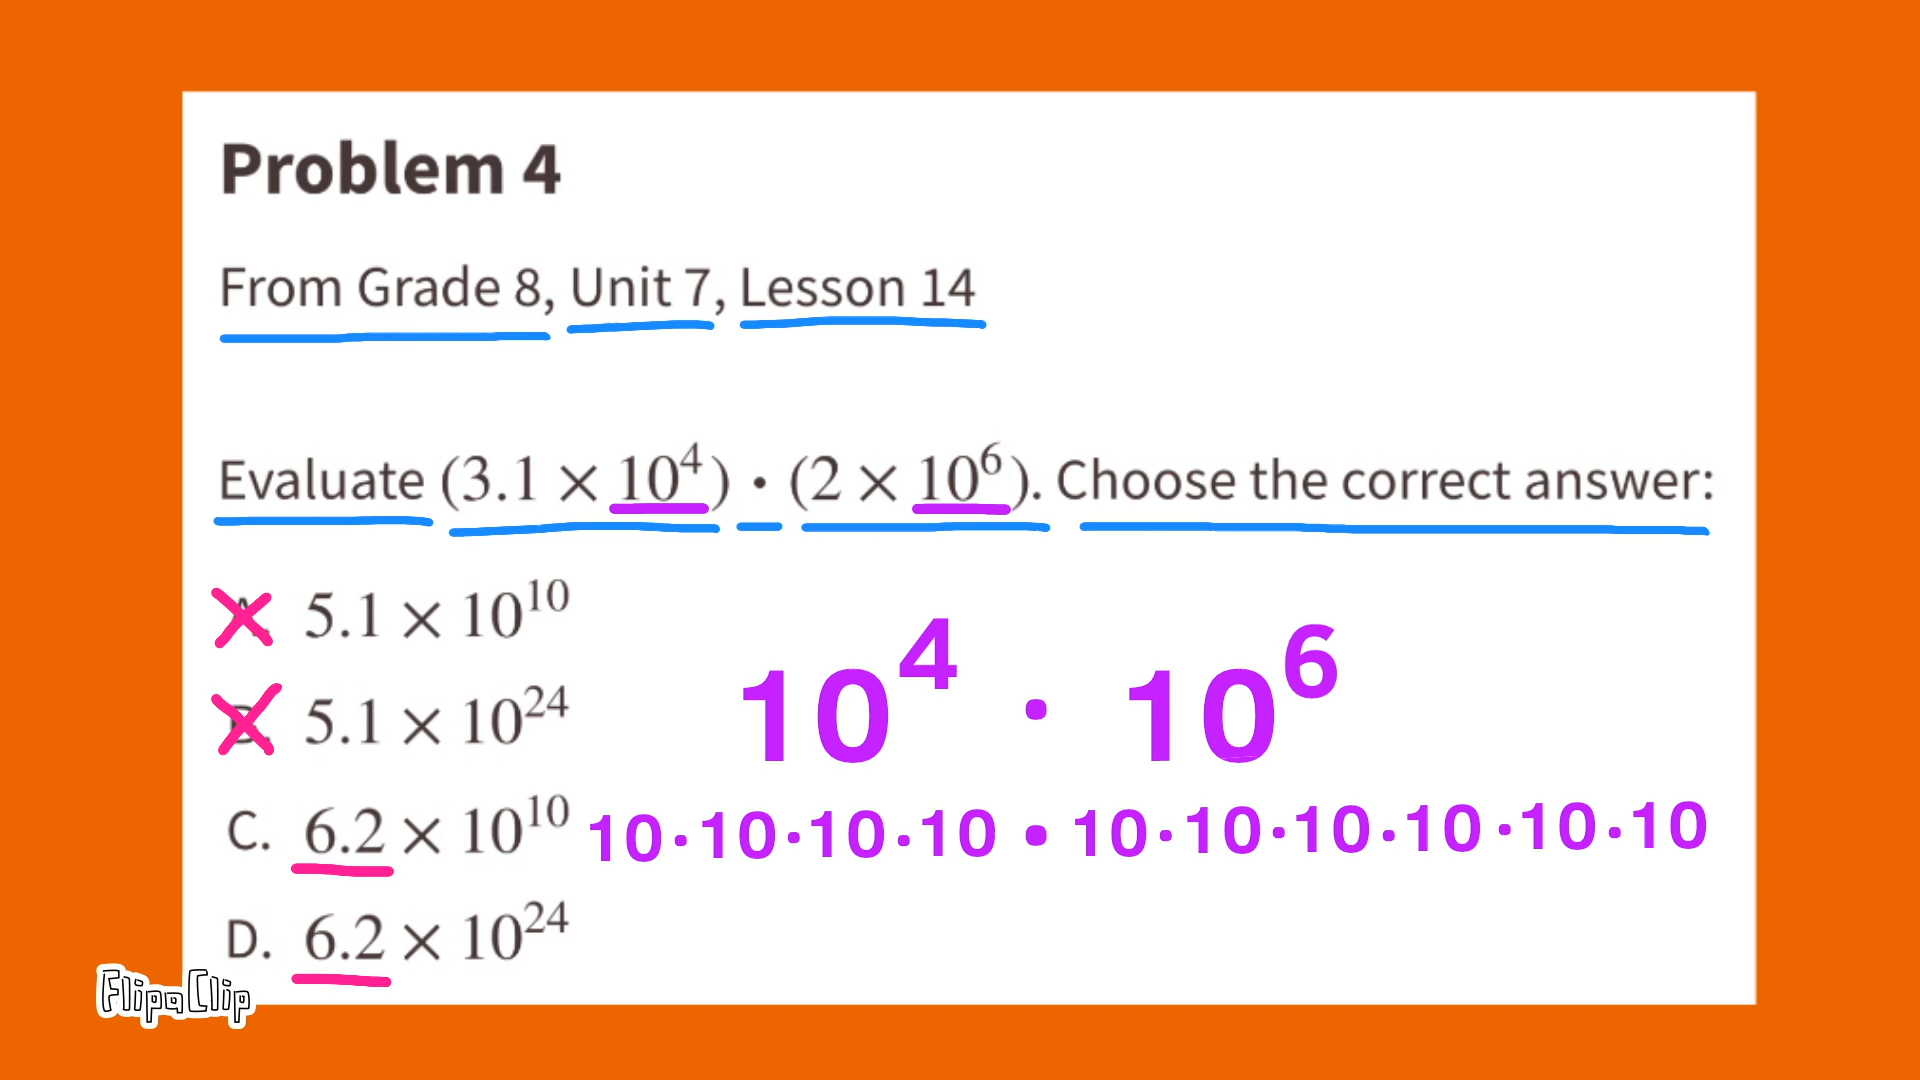 Problem 4
From Grade 8, Unit 7, Lesson 14
Evaluate (3.1 × 10⁴) · (2 × 10⁶). Choose the correct answer:
A. 5.1 × 10¹⁰
B. 5.1 × 10²⁴
10⁴ · 10⁶
C. 6.2 × 10¹⁰
10·10·10·10 • 10·10·10·10·10·10
D. 6.2 × 10²⁴
FlipaClip